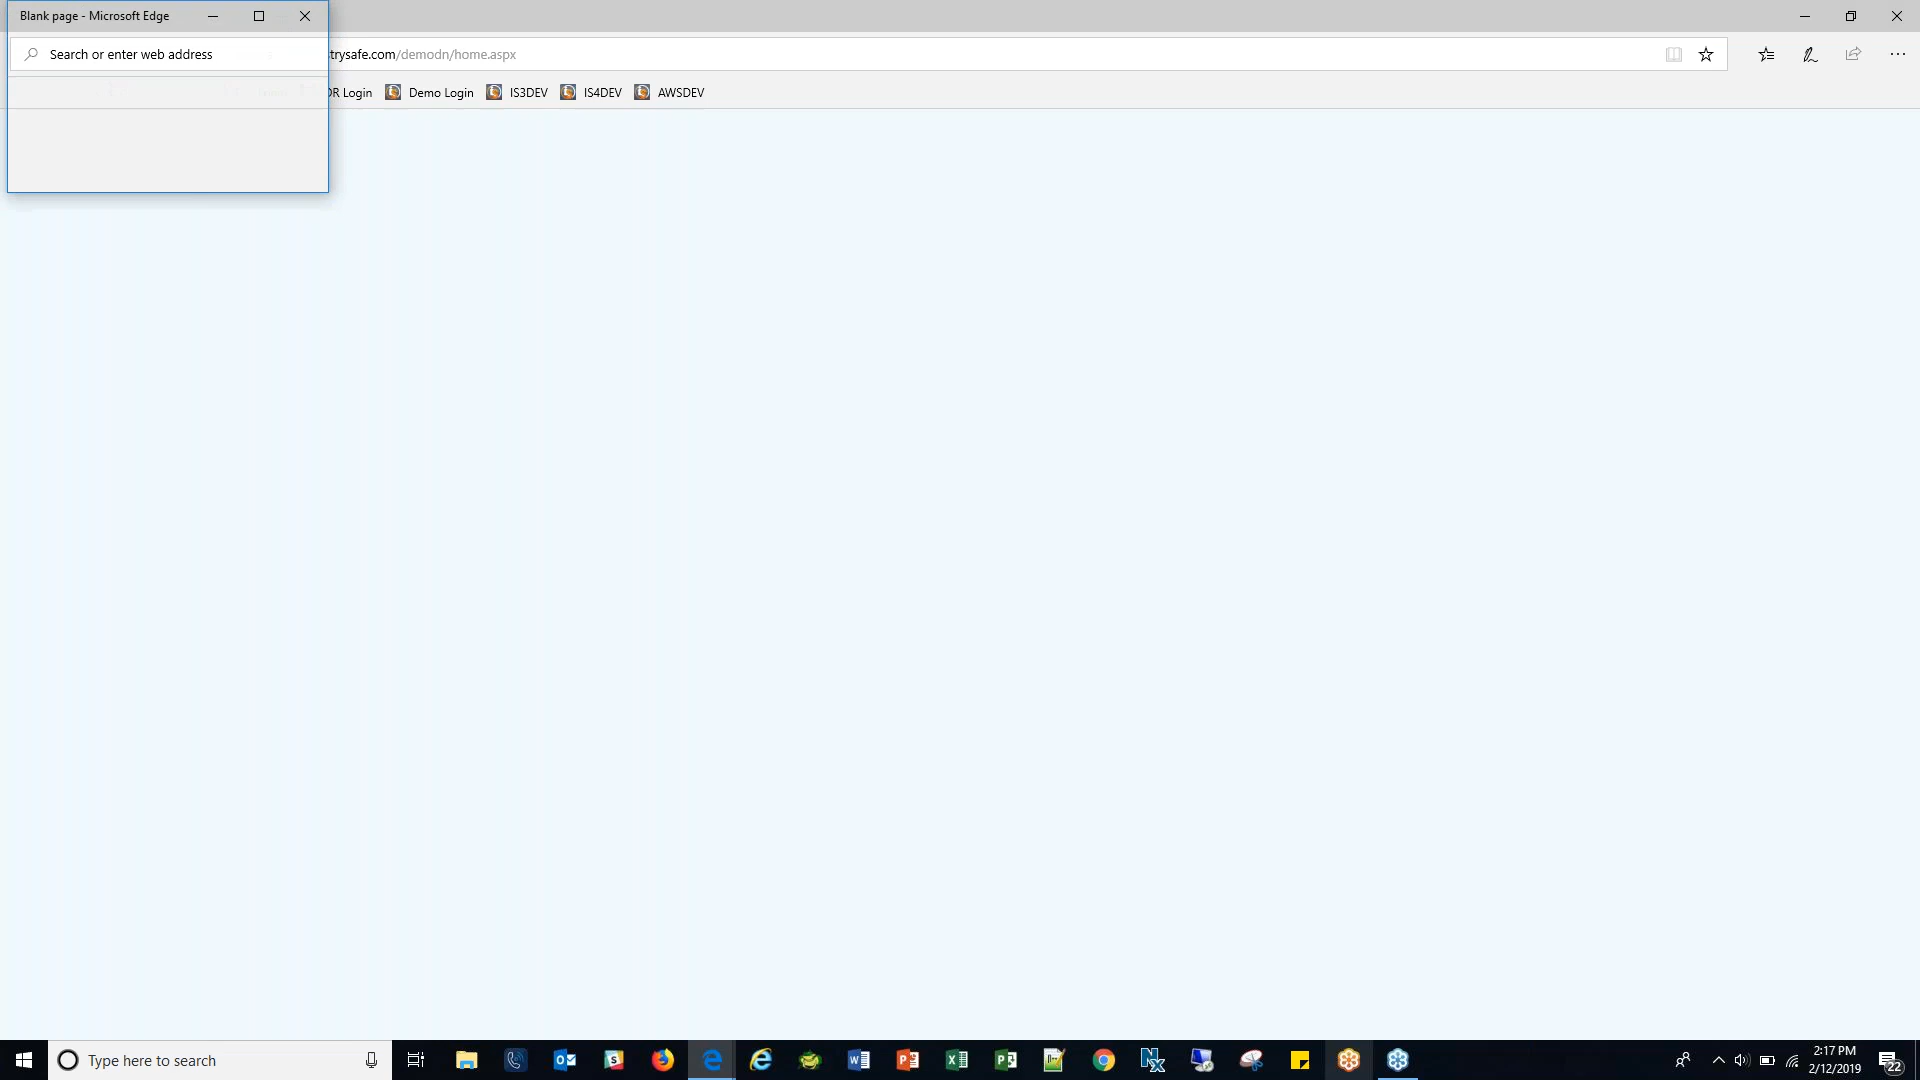 Blank page - Microsoft Edge
Search or enter web address
trysafe.com/demodn/home.aspx
Login
Demo Login
IS3DEV
IS4DEV
AWSDEV
Type here to search
2:17 PM
2/12/2019
22